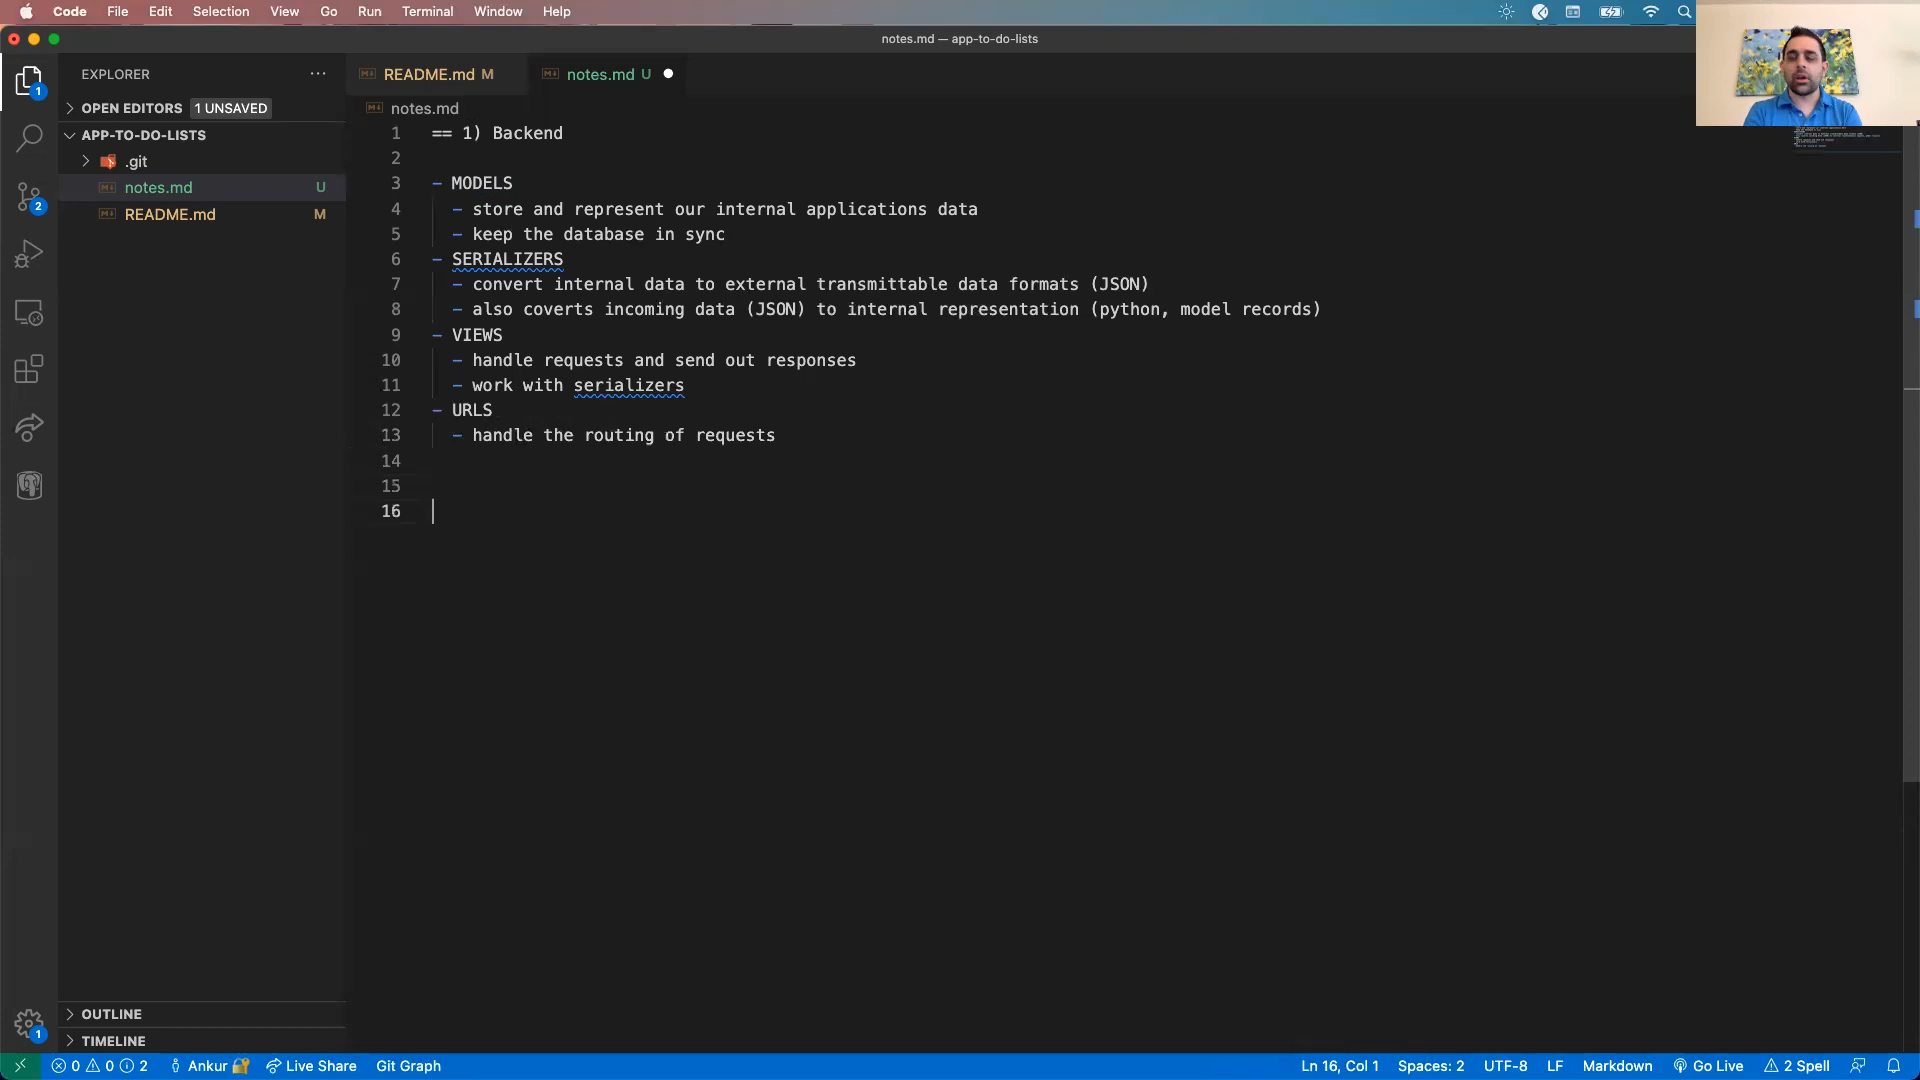 Code File Edit Selection View Go Run Terminal Window Help
notes.md — app-to-do-lists
EXPLORER
README.md M
notes.md U
OPEN EDITORS 1 UNSAVED
notes.md
APP-TO-DO-LISTS
.git
notes.md U
README.md M
1 == 1) Backend
2
3 - MODELS
4 - store and represent our internal applications data
5 - keep the database in sync
6 - SERIALIZERS
7 - convert internal data to external transmittable data formats (JSON)
8 - also coverts incoming data (JSON) to internal representation (python, model records)
9 - VIEWS
10 - handle requests and send out responses
11 - work with serializers
12 - URLS
13 - handle the routing of requests
14
15
16
1
2
1
OUTLINE
TIMELINE
0 0 2 Ankur Live Share Git Graph Ln 16, Col 1 Spaces: 2 UTF-8 LF Markdown Go Live 2 Spell